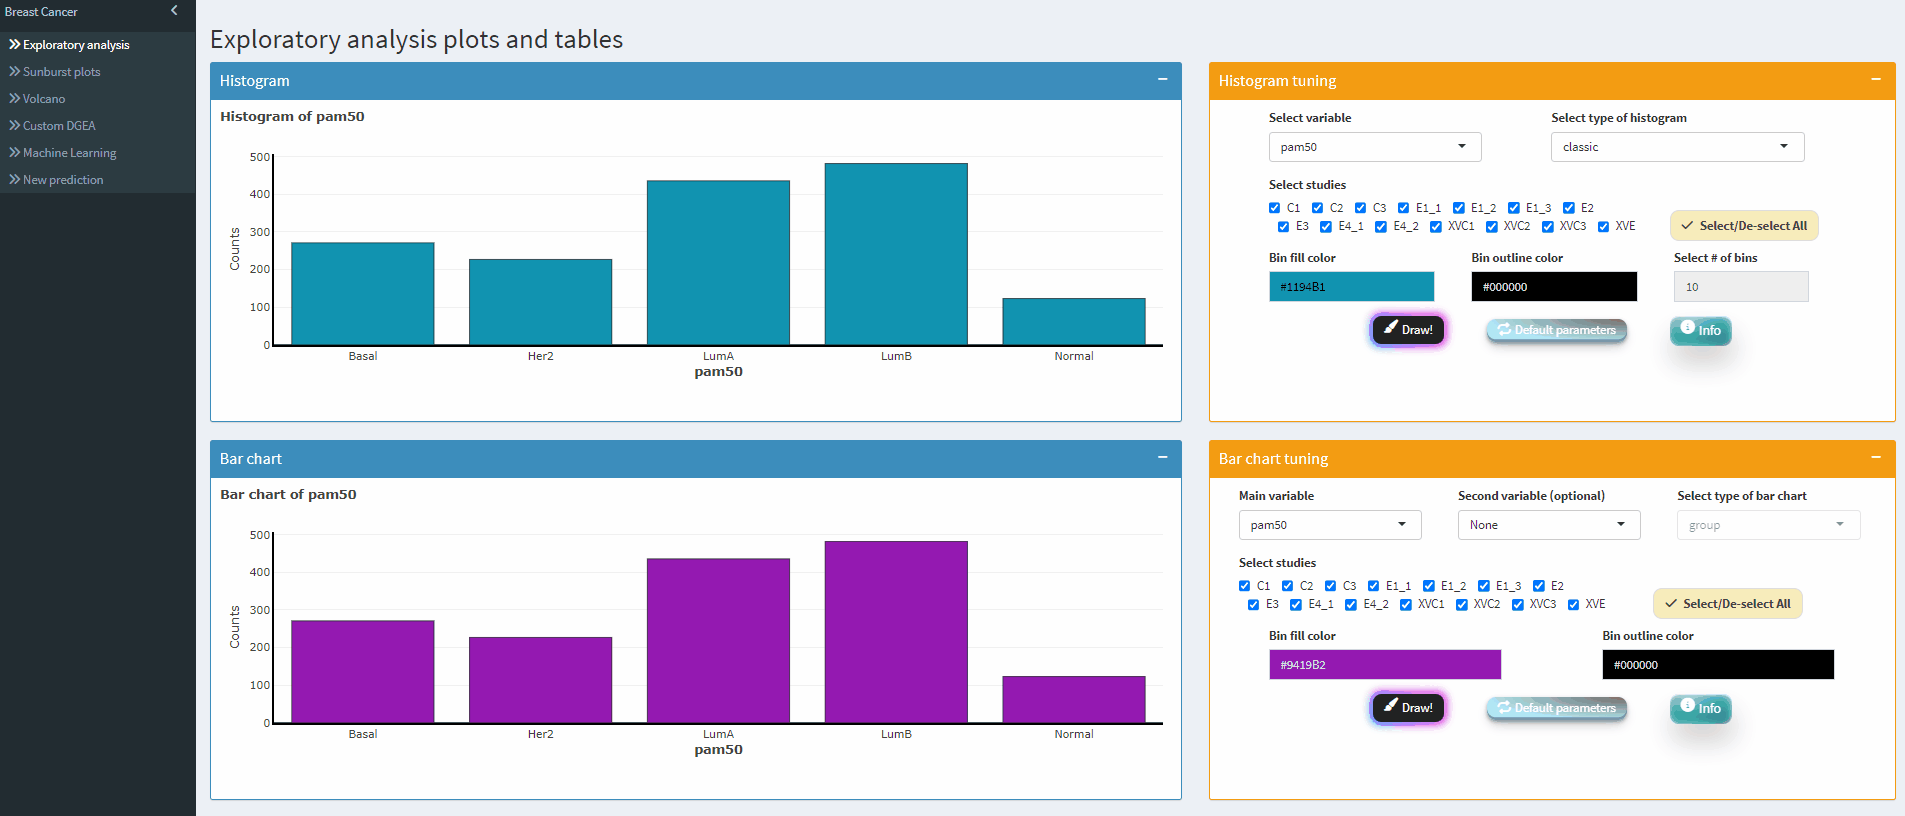 Breast Cancer
Exploratory analysis
Sunburst plots
Volcano
Custom DGEA
Machine Learning
New prediction
Exploratory analysis plots and tables
Histogram
Histogram of pam50
500
400
300
200
100
0
Counts
Basal Her2 LumA LumB Normal
pam50
Histogram tuning
Select variable Select type of histogram
pam50 classic
Select studies
C1 C2 C3 E1_1 E1_2 E1_3 E2
E3 E4_1 E4_2 XVC1 XVC2 XVC3 XVE
Select/De-select All
Bin fill color Bin outline color Select # of bins
#1194B1 #000000 10
Draw! Default parameters Info
Bar chart
Bar chart of pam50
500
400
300
200
100
0
Counts
Basal Her2 LumA LumB Normal
pam50
Bar chart tuning
Main variable Second variable (optional) Select type of bar chart
pam50 None group
Select studies
C1 C2 C3 E1_1 E1_2 E1_3 E2
E3 E4_1 E4_2 XVC1 XVC2 XVC3 XVE
Select/De-select All
Bin fill color Bin outline color
#9419B2 #000000
Draw! Default parameters Info